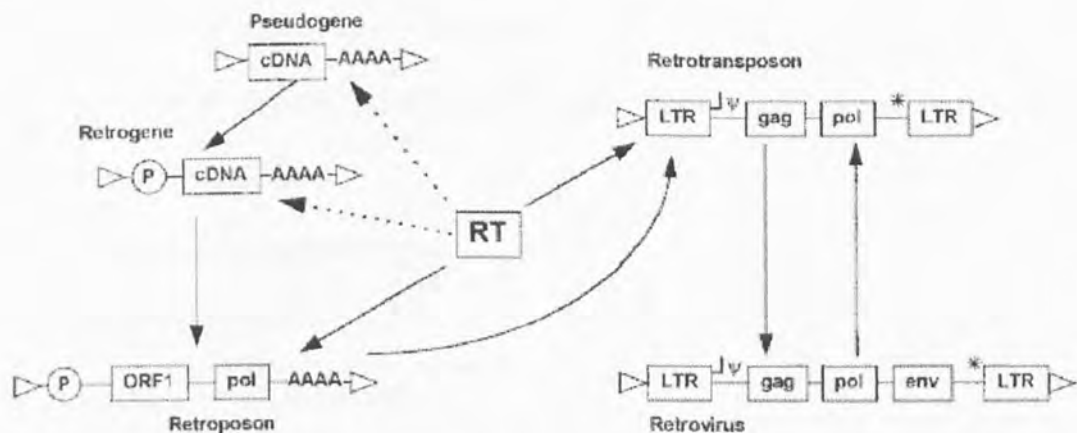 Pseudogene
cDNA AAAA
Retrogene
P cDNA AAAA
RT
P ORF1 pol AAAA
Retroposon
Retrotransposon
LTR ψ gag pol * LTR
LTR ψ gag pol env * LTR
Retrovirus